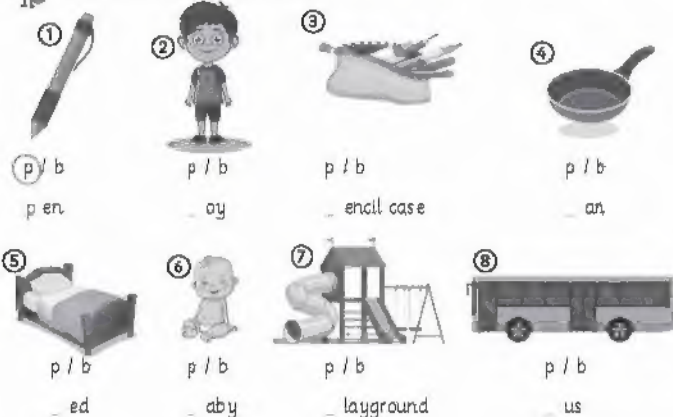 1 2 3 4
p / b p / b p / b p / b
p en _ oy _ encil case _ an
5 6 7 8
p / b p / b p / b p / b
_ ed _ aby _ layground _ us